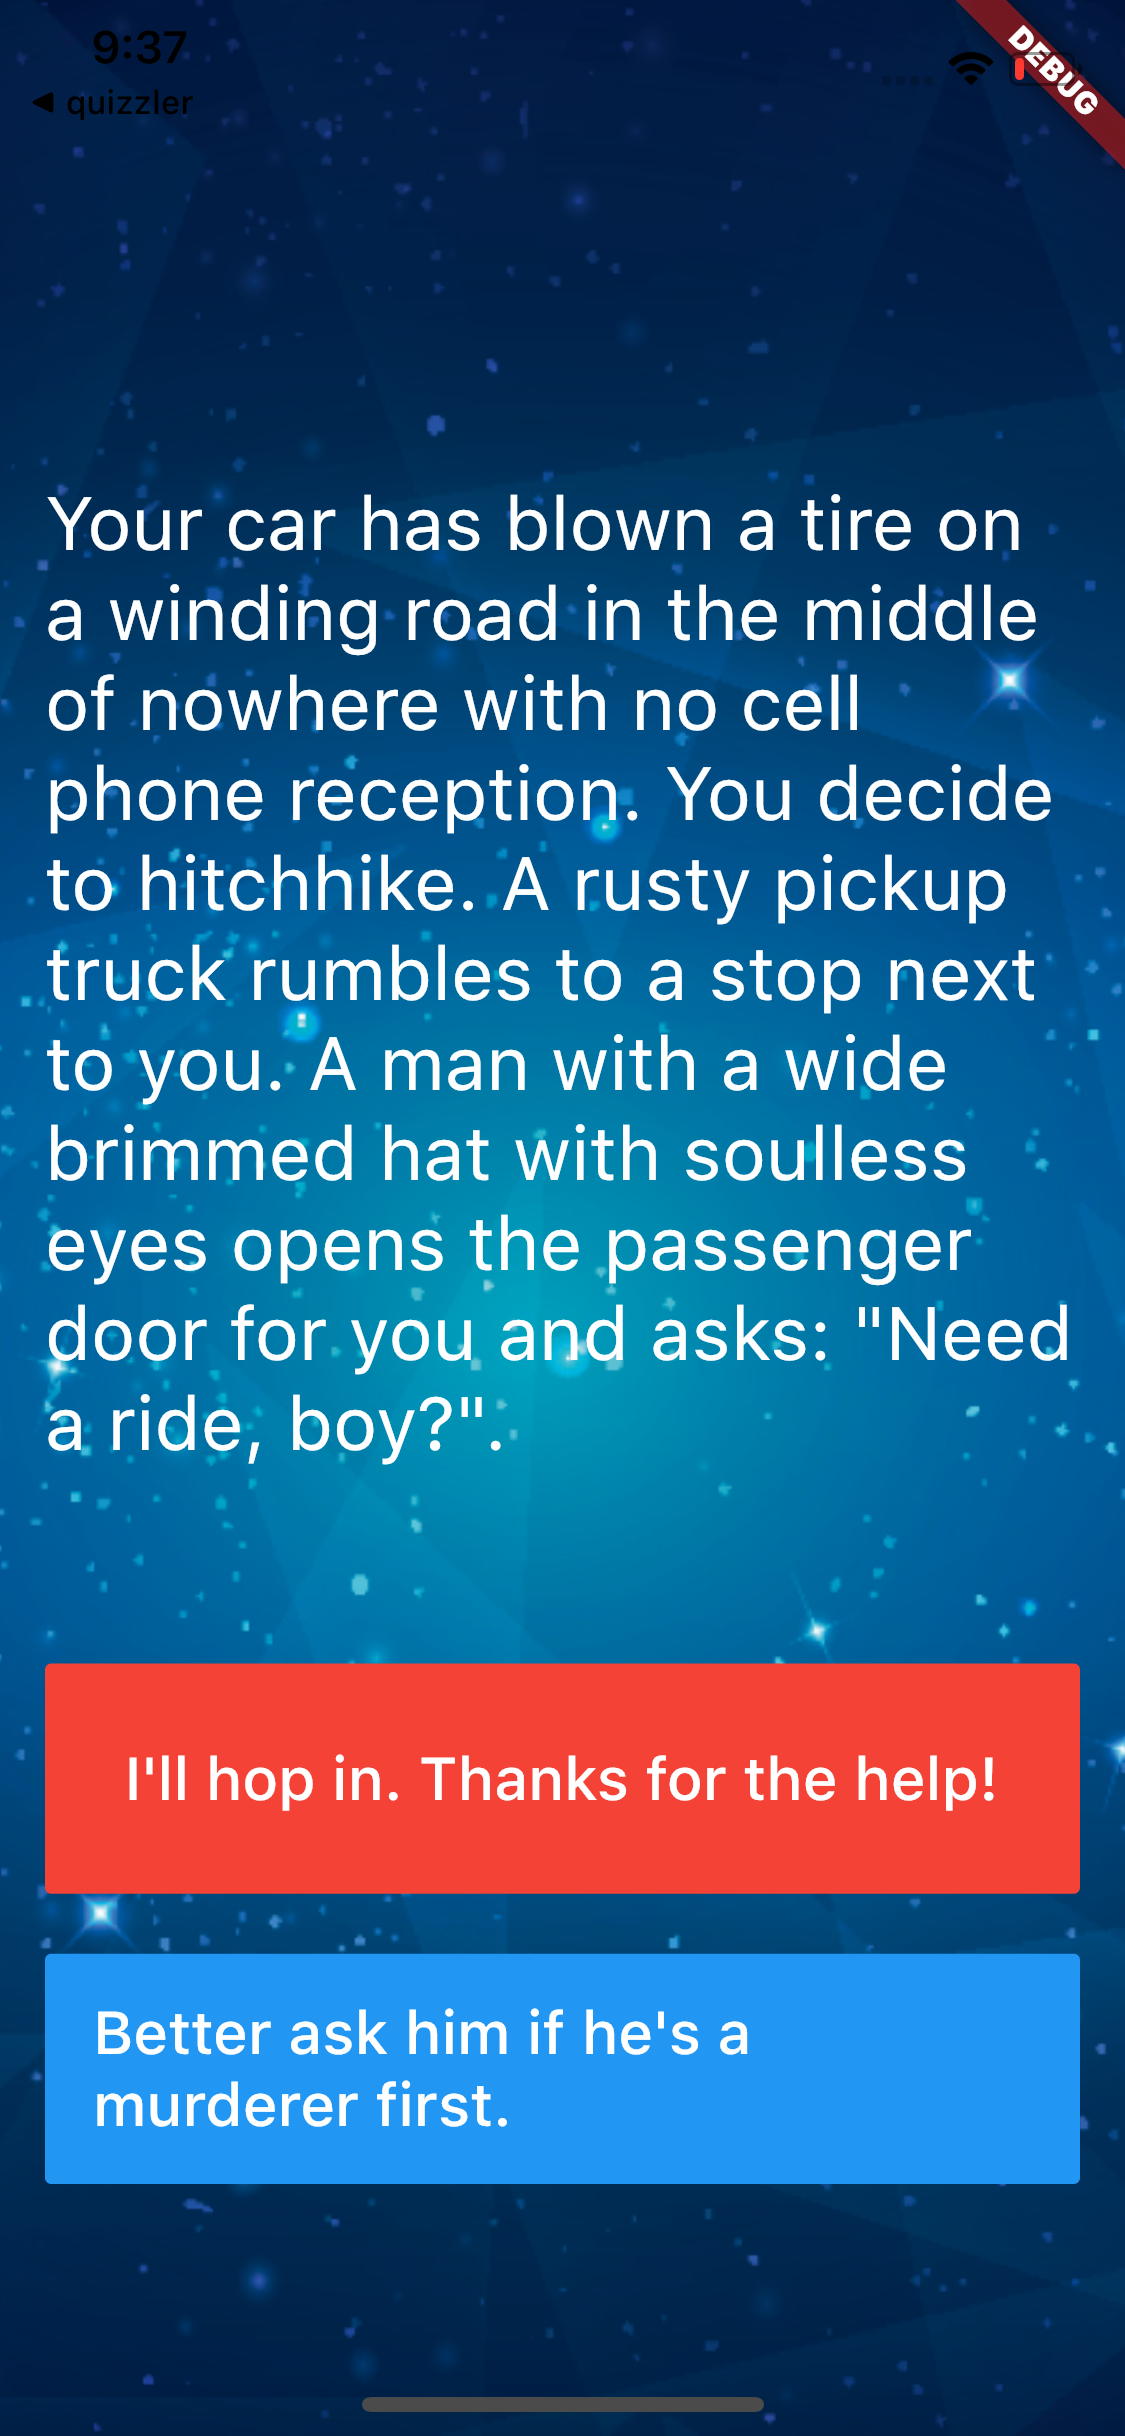 9:37
◀ quizzler
DEBUG
Your car has blown a tire on
a winding road in the middle
of nowhere with no cell
phone reception. You decide
to hitchhike. A rusty pickup
truck rumbles to a stop next
to you. A man with a wide
brimmed hat with soulless
eyes opens the passenger
door for you and asks: "Need
a ride, boy?".
I'll hop in. Thanks for the help!
Better ask him if he's a
murderer first.